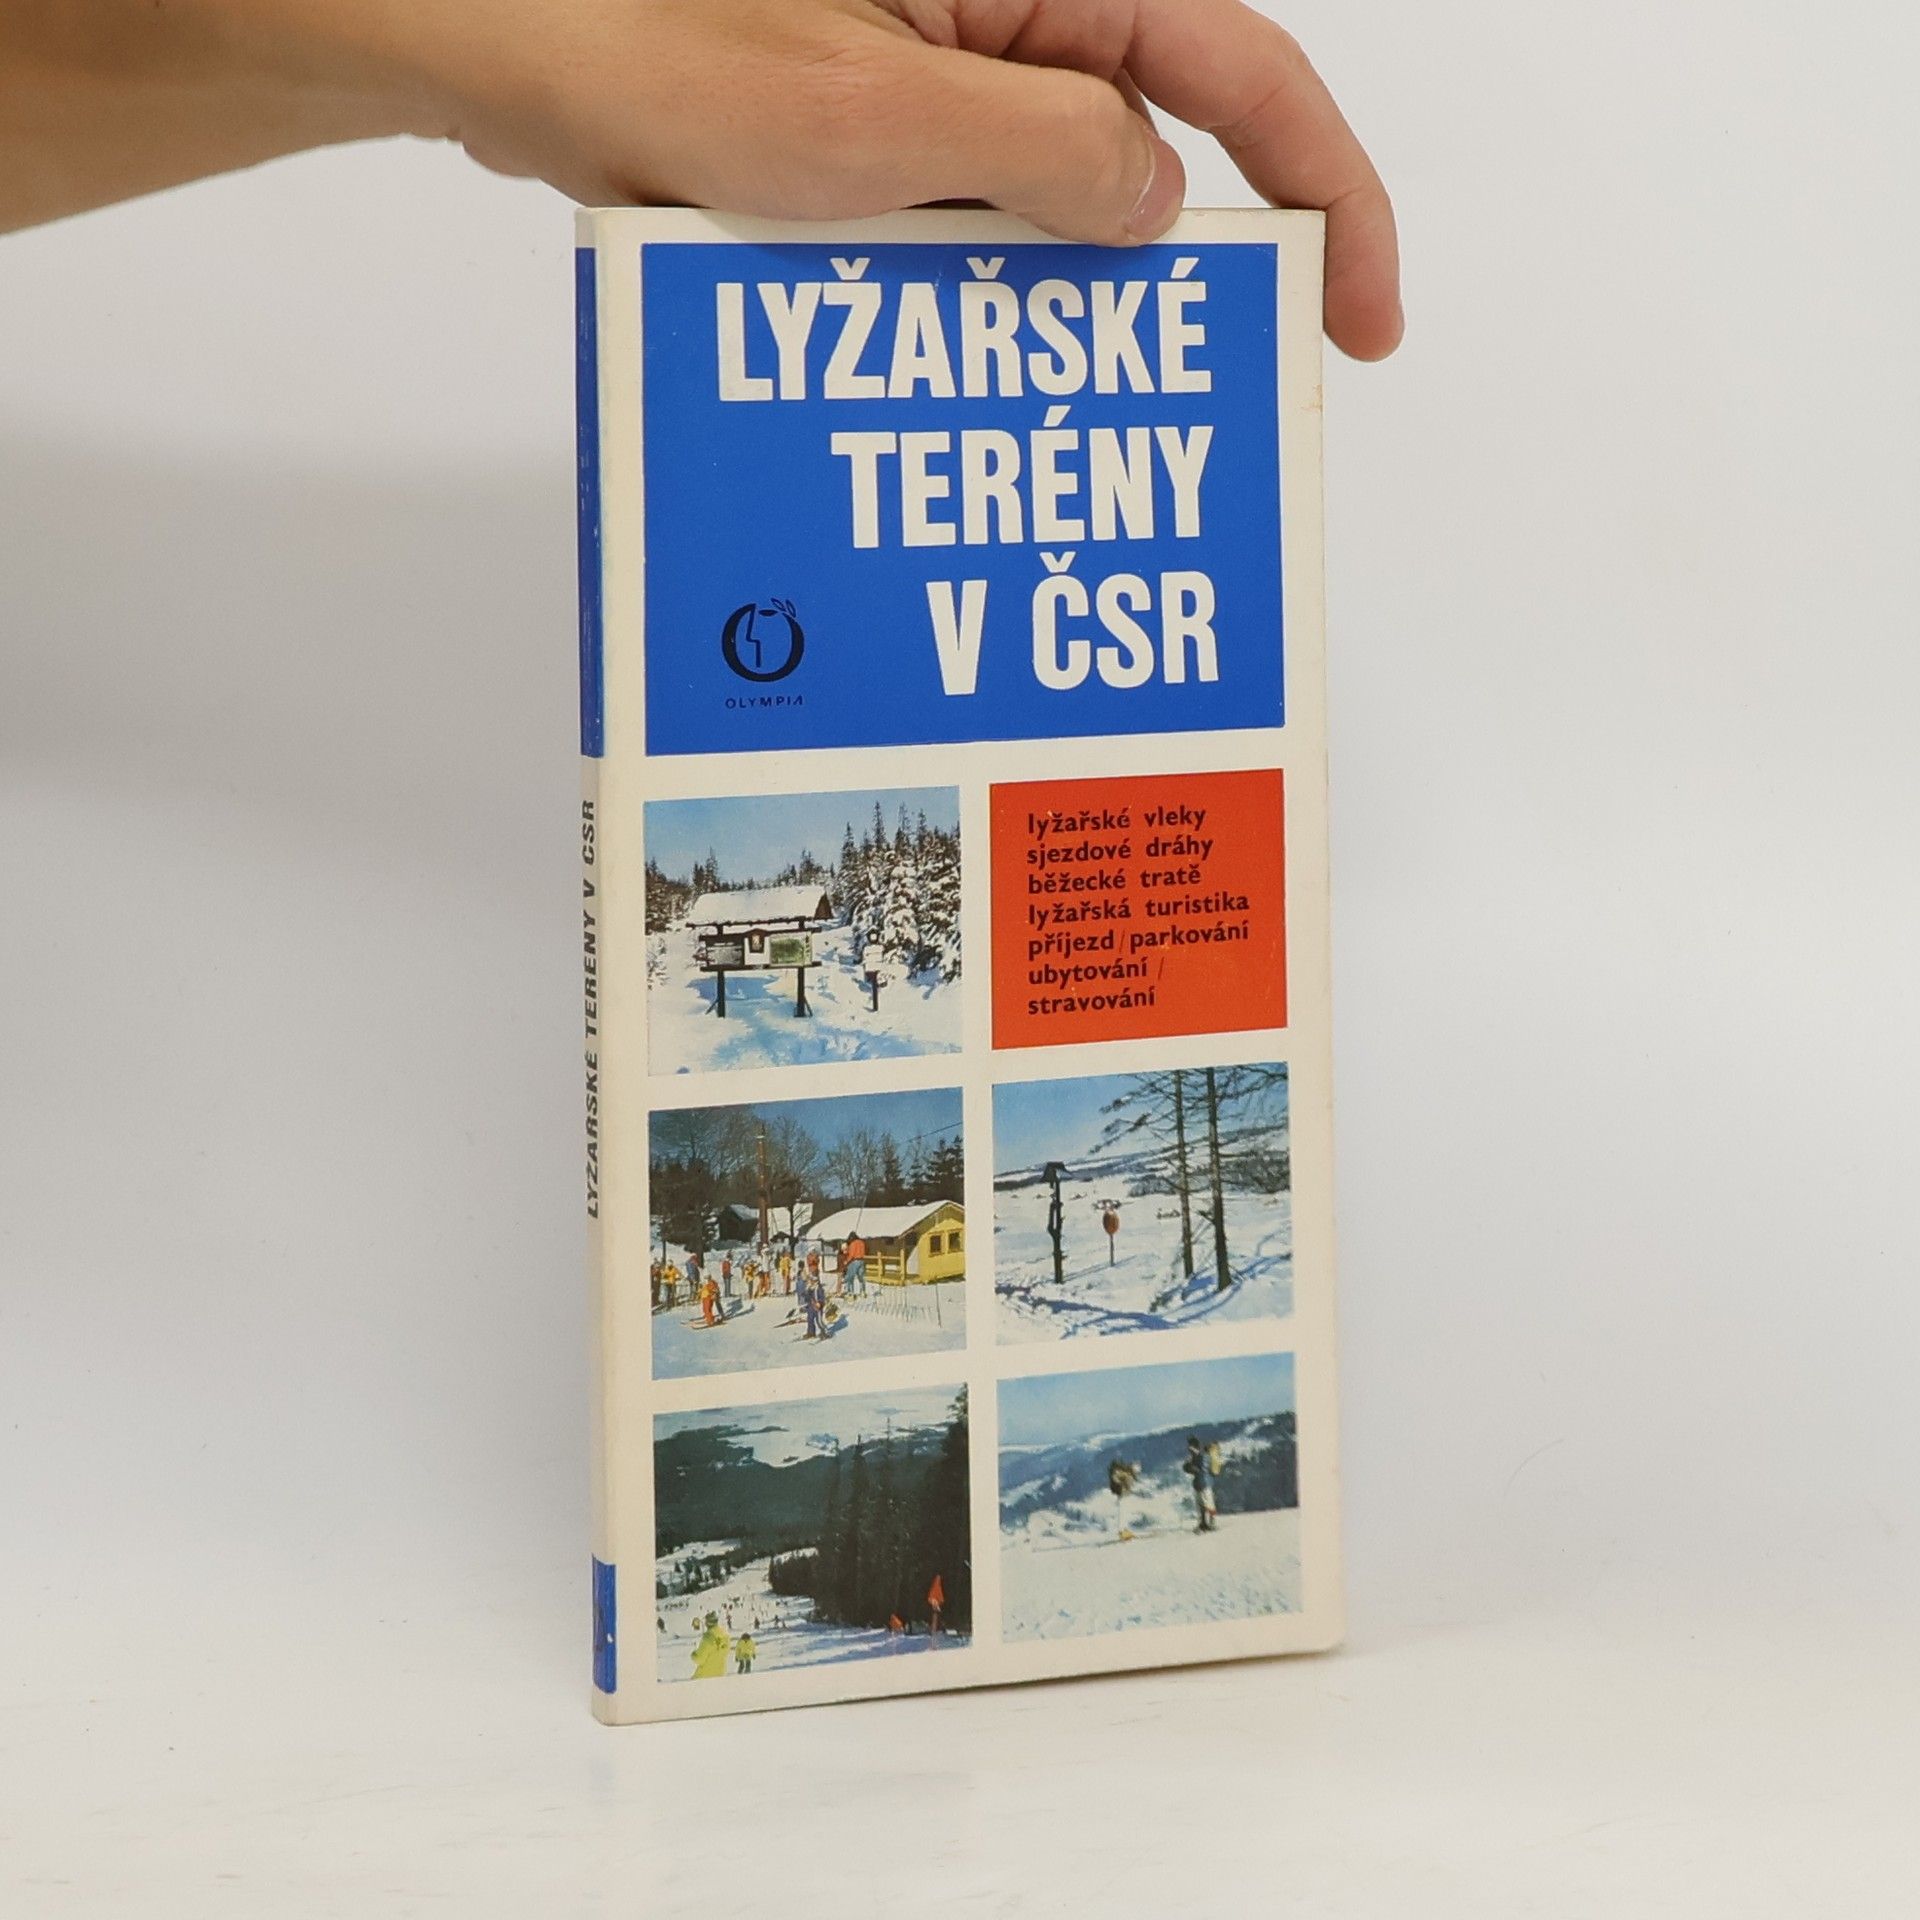 LYŽAŘSKÉ
TERÉNY
V ČSR
OLYMPIA
lyžařské vleky
sjezdové dráhy
běžecké tratě
lyžařská turistika
příjezd/parkování
ubytování/
stravování
LYŽAŘSKÉ TERÉNY V ČSR